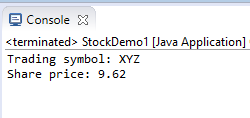 Console
<terminated> StockDemo1 [Java Application]
Trading symbol: XYZ
Share price: 9.62